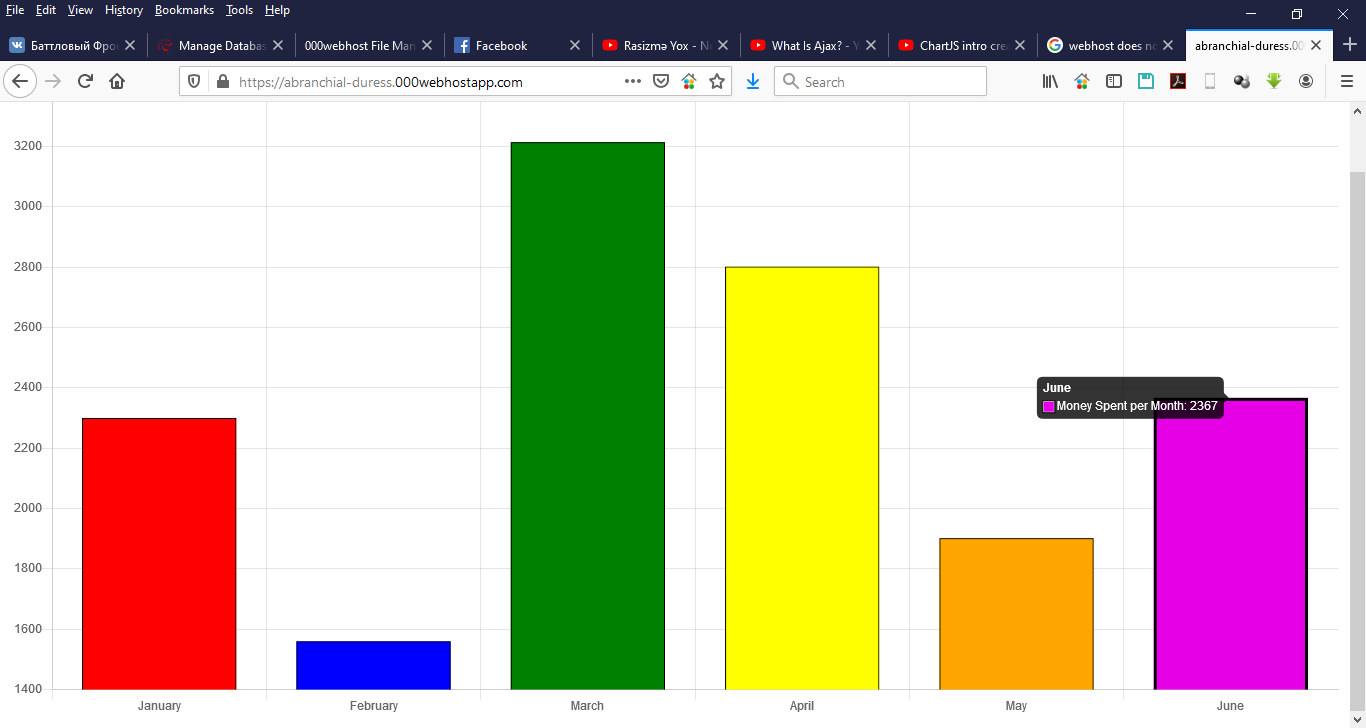 File Edit View History Bookmarks Tools Help
Баттловый Фро
Manage Databas
000webhost File Man
Facebook
Rasizmə Yox - N
What Is Ajax? - Y
ChartJS intro cre
webhost does no
abranchial-duress.00
https://abranchial-duress.000webhostapp.com
Search
3200
3000
2800
2600
2400
2200
2000
1800
1600
1400
June
Money Spent per Month: 2367
January
February
March
April
May
June